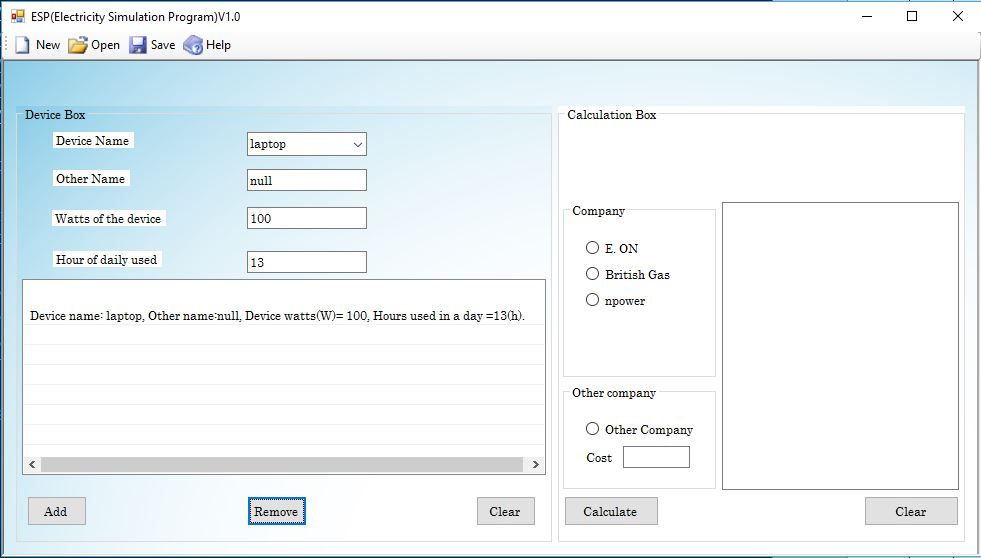 ESP(Electricity Simulation Program)V1.0
New Open Save Help
Device Box
Device Name
laptop
Other Name
null
Watts of the device
100
Hour of daily used
13
Device name: laptop, Other name:null, Device watts(W)= 100, Hours used in a day =13(h).
Add Remove Clear
Calculation Box
Company
E. ON
British Gas
npower
Other company
Other Company
Cost
Calculate Clear